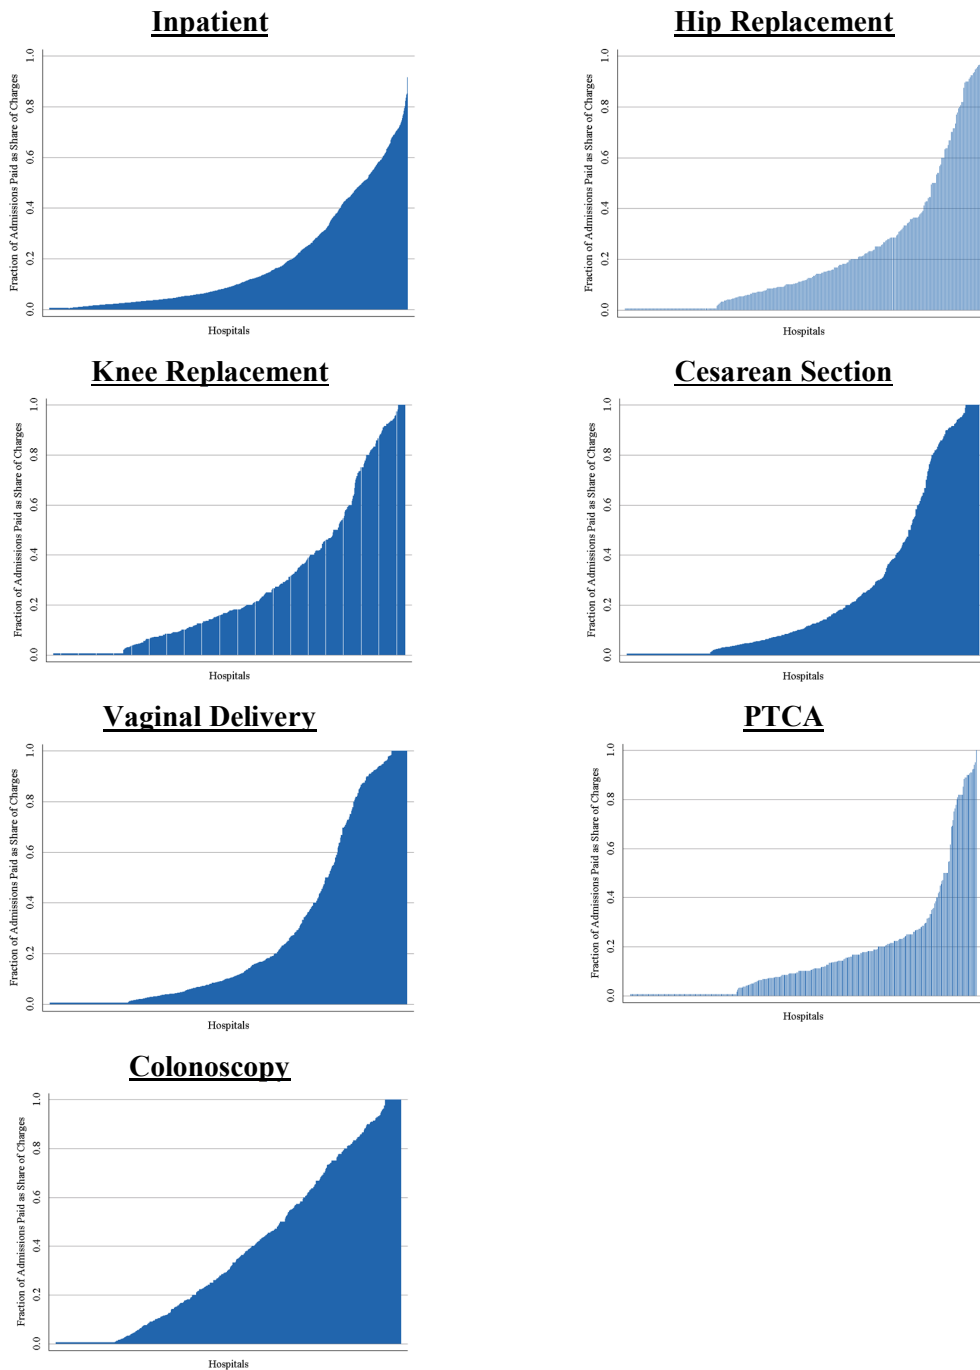 Inpatient
Fraction of Admissions Paid as Share of Charges
1.0
0.8
0.6
0.4
0.2
0.0
Hospitals
Hip Replacement
Fraction of Admissions Paid as Share of Charges
1.0
0.8
0.6
0.4
0.2
0.0
Hospitals
Knee Replacement
Fraction of Admissions Paid as Share of Charges
1.0
0.8
0.6
0.4
0.2
0.0
Hospitals
Cesarean Section
Fraction of Admissions Paid as Share of Charges
1.0
0.8
0.6
0.4
0.2
0.0
Hospitals
Vaginal Delivery
Fraction of Admissions Paid as Share of Charges
1.0
0.8
0.6
0.4
0.2
0.0
Hospitals
PTCA
Fraction of Admissions Paid as Share of Charges
1.0
0.8
0.6
0.4
0.2
0.0
Hospitals
Colonoscopy
Fraction of Admissions Paid as Share of Charges
1.0
0.8
0.6
0.4
0.2
0.0
Hospitals